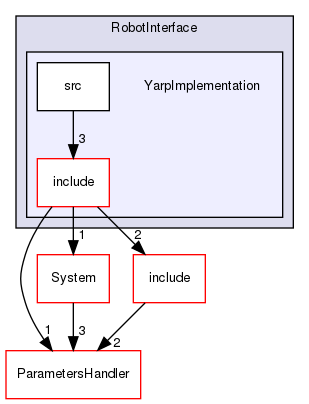 RobotInterface
src
YarpImplementation
3
include
1
2
System
include
1
3
2
ParametersHandler